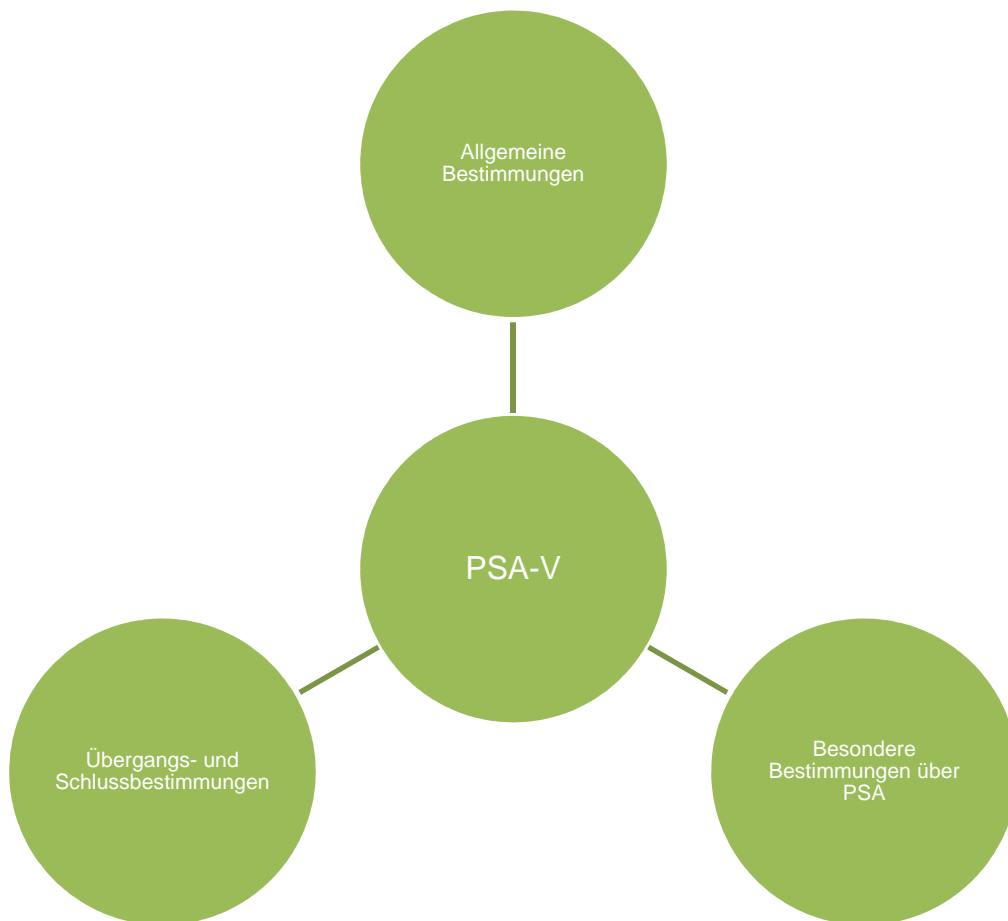 Allgemeine
Bestimmungen
PSA-V
Übergangs- und
Schlussbestimmungen
Besondere
Bestimmungen über
PSA